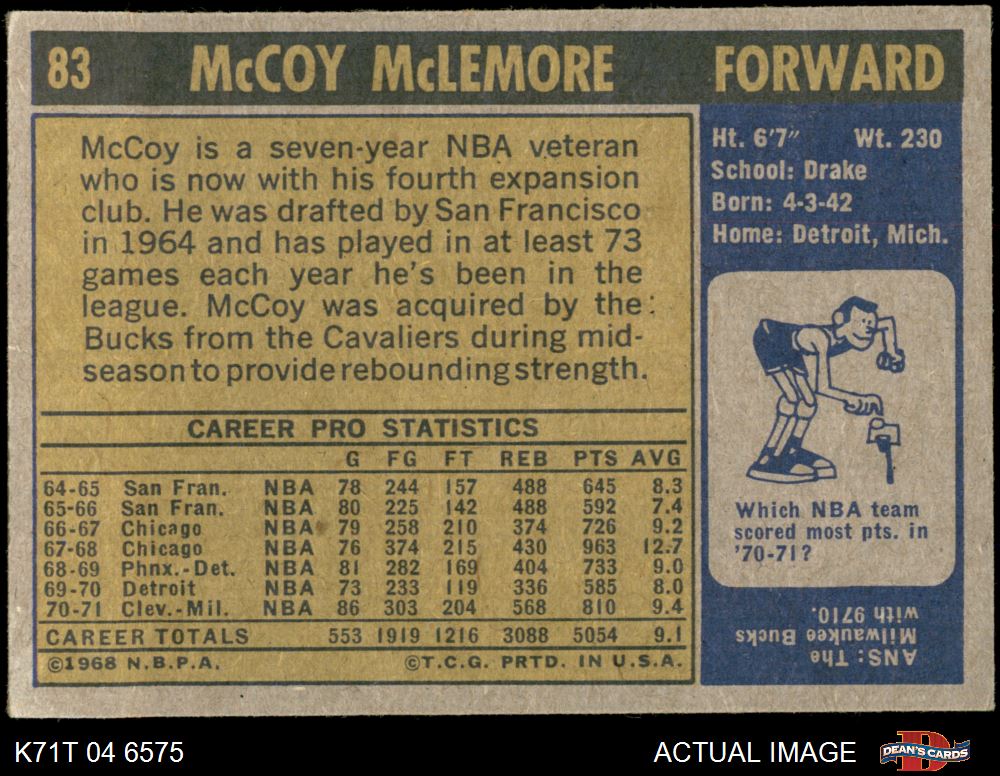 83 McCOY McLEMORE FORWARD
McCoy is a seven-year NBA veteran
who is now with his fourth expansion
club. He was drafted by San Francisco
in 1964 and has played in at least 73
games each year he's been in the
league. McCoy was acquired by the
Bucks from the Cavaliers during mid-
season to provide rebounding strength.
CAREER PRO STATISTICS
G FG FT REB PTS AVG
64-65 San Fran. NBA 78 244 157 488 645 8.3
65-66 San Fran. NBA 80 225 142 488 592 7.4
66-67 Chicago NBA 79 258 210 374 726 9.2
67-68 Chicago NBA 76 374 215 430 963 12.7
68-69 Phnx.-Det. NBA 81 282 169 404 733 9.0
69-70 Detroit NBA 73 233 119 336 585 8.0
70-71 Clev.-Mil. NBA 86 303 204 568 810 9.4
CAREER TOTALS 553 1919 1216 3088 5054 9.1
©1968 N.B.P.A. ©T.C.G. PRTD. IN U.S.A.
Ht. 6'7" Wt. 230
School: Drake
Born: 4-3-42
Home: Detroit, Mich.
Which NBA team
scored most pts. in
'70-71?
ANS: The
Milwaukee Bucks
with 9710.
K71T 04 6575 ACTUAL IMAGE D DEAN'S CARDS